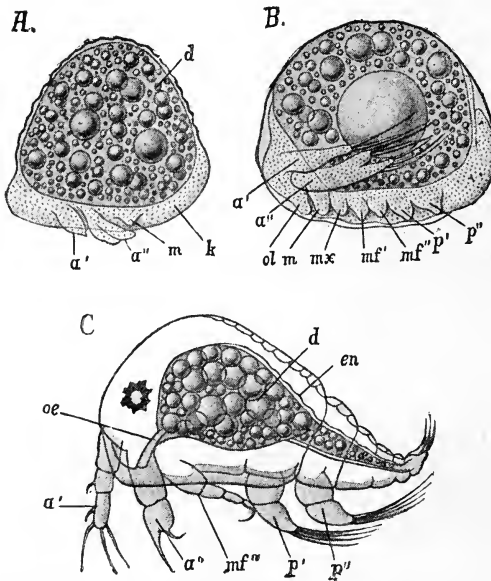 A.
d
a' a" m k
B.
a'
a"
ol m mx mf' mf" p' p"
C
d
en
oe
a' a" mf'" p' p"